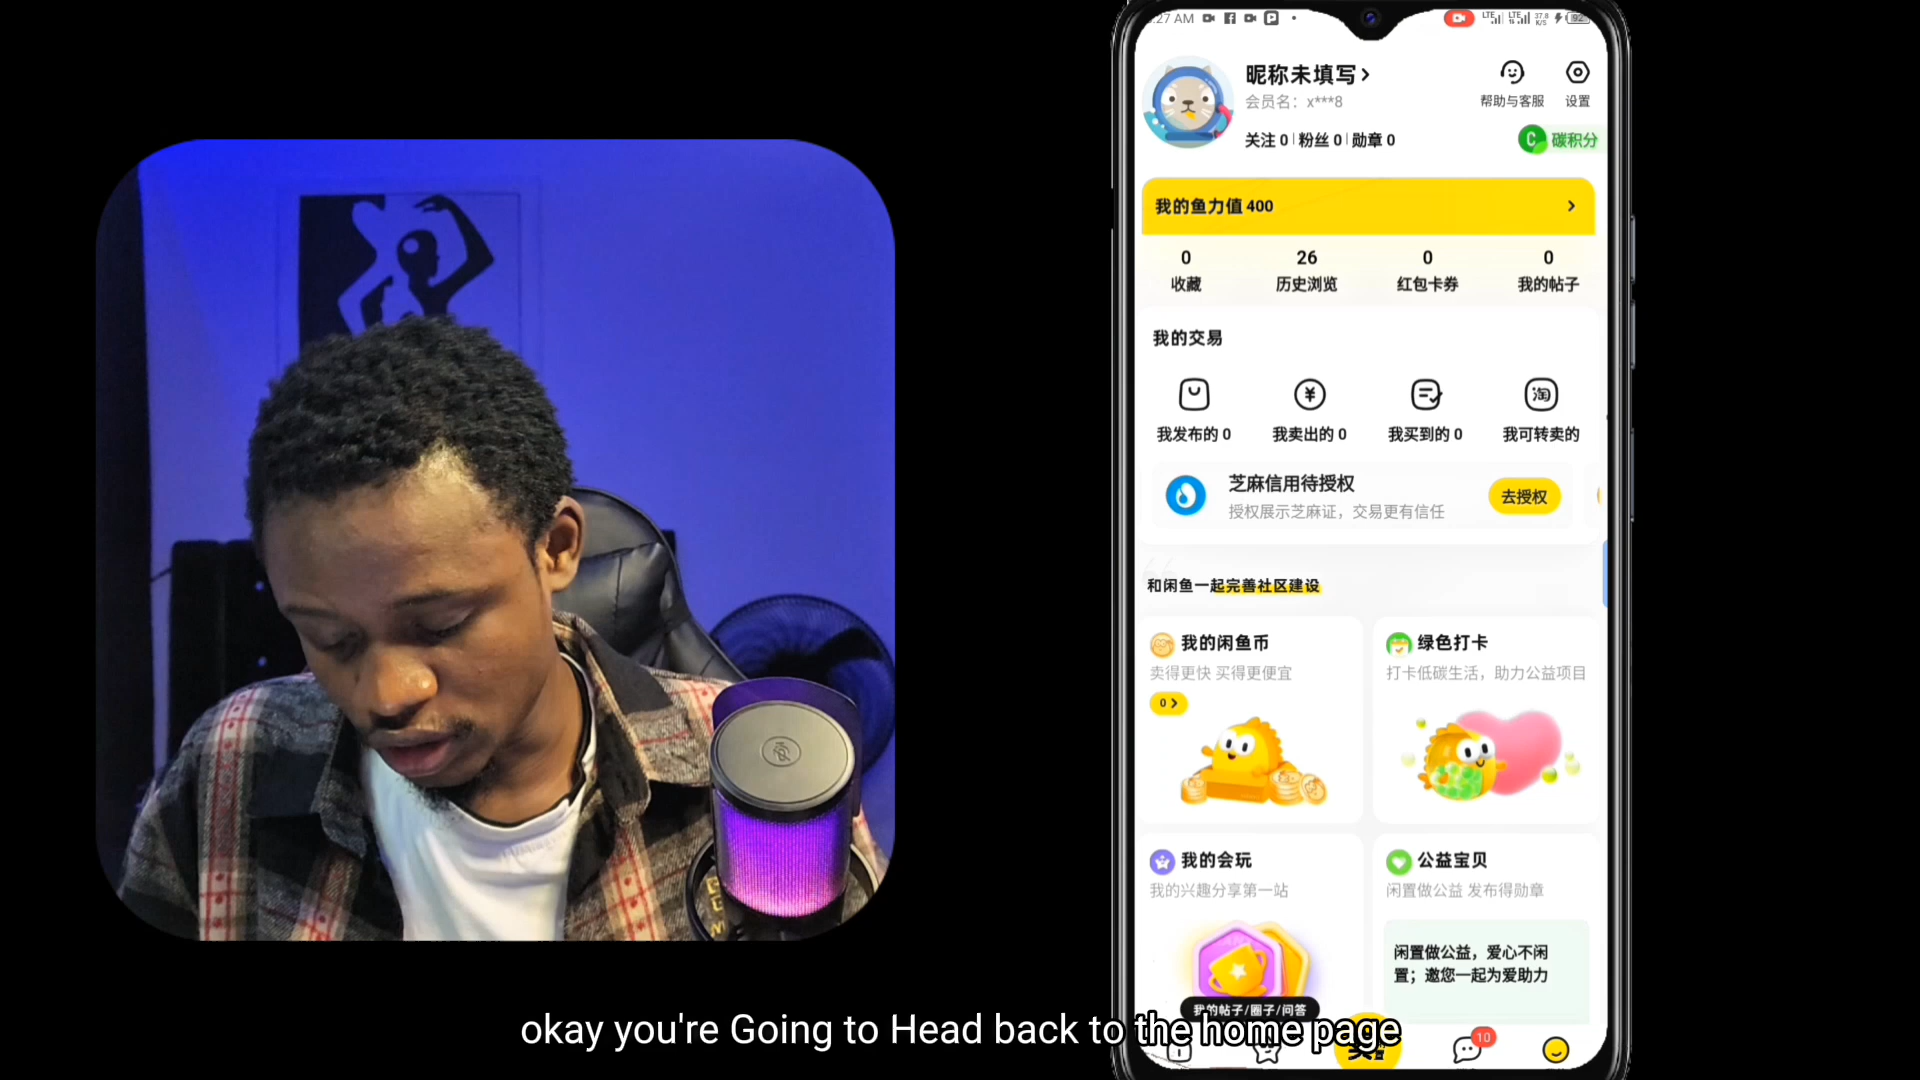 :27 AM
LTE
LTE
37.8
K/S
92
昵称未填写
会员名：x***8
帮助与客服
设置
关注 0
粉丝 0
勋章 0
碳积分
我的鱼力值 400
0
26
0
0
收藏
历史浏览
红包卡券
我的帖子
我的交易
淘
我发布的 0
我卖出的 0
我买到的 0
我可转卖的
芝麻信用待授权
授权展示芝麻证，交易更有信任
去授权
和闲鱼一起完善社区建设
我的闲鱼币
卖得更快 买得更便宜
0
绿色打卡
打卡低碳生活，助力公益项目
我的会玩
我的兴趣分享第一站
公益宝贝
闲置做公益 发布得勋章
闲置做公益，爱心不闲
置；邀您一起为爱助力
我的帖子/圈子/问答
okay you're Going to Head back to the home page
10